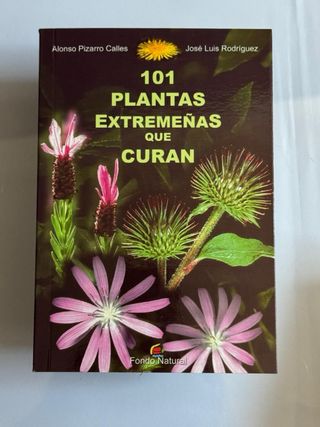 Alonso Pizarro Calles José Luis Rodríguez
101
PLANTAS
EXTREMEÑAS
QUE
CURAN
Fondo Natural